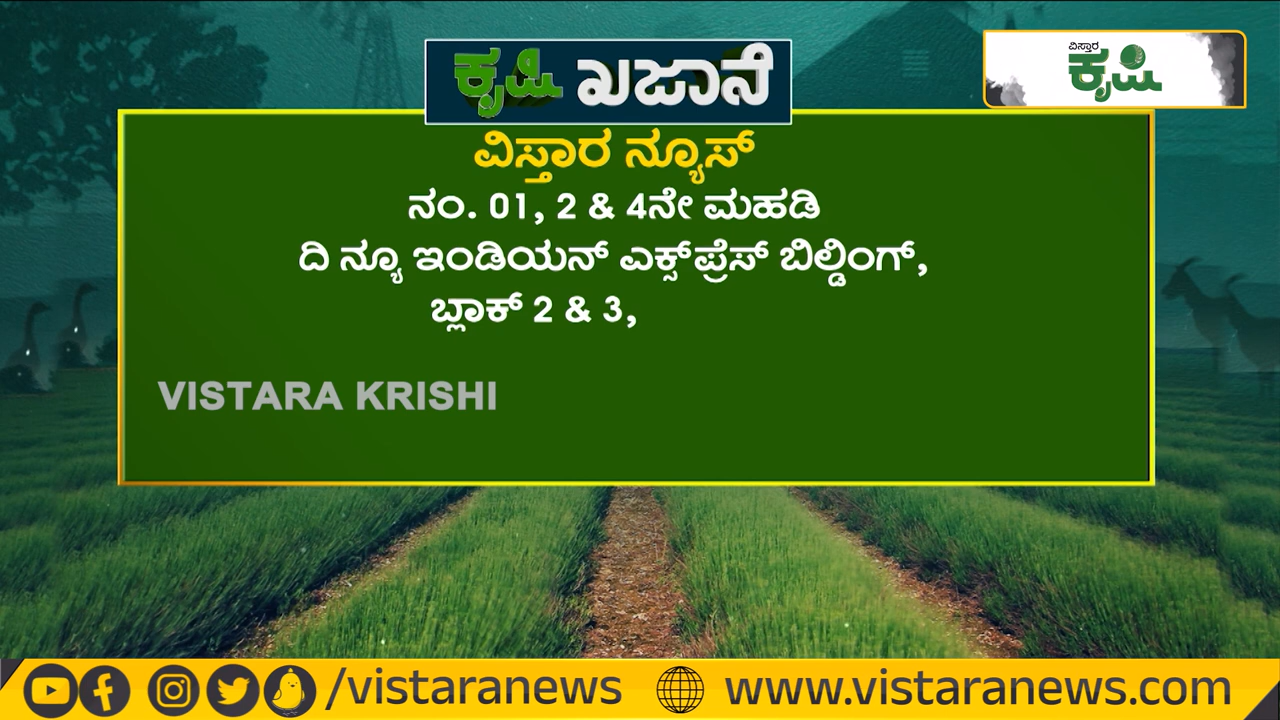 ಕೃಷಿ ಖಜಾನೆ
ವಿಸ್ತಾರ
ಕೃಷಿ
ವಿಸ್ತಾರ ನ್ಯೂಸ್
ನಂ. 01, 2 & 4ನೇ ಮಹಡಿ
ದಿ ನ್ಯೂ ಇಂಡಿಯನ್ ಎಕ್ಸ್‌ಪ್ರೆಸ್ ಬಿಲ್ಡಿಂಗ್,
ಬ್ಲಾಕ್ 2 & 3,
VISTARA KRISHI
/vistaranews www.vistaranews.com